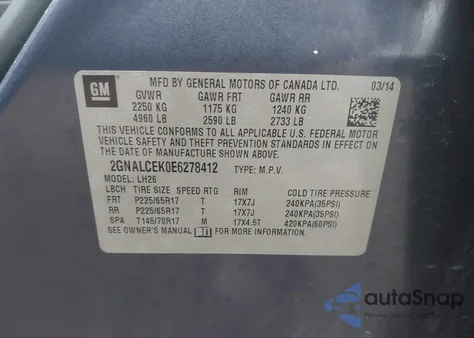 GM
MFD BY GENERAL MOTORS OF CANADA LTD. 03/14
GVWR GAWR FRT GAWR RR
2250 KG 1175 KG 1240 KG
4960 LB 2590 LB 2733 LB
THIS VEHICLE CONFORMS TO ALL APPLICABLE U.S. FEDERAL MOTOR
VEHICLE SAFETY AND THEFT PREVENTION STANDARDS IN EFFECT ON THE
DATE OF MANUFACTURE SHOWN ABOVE.
2GNALCEK0E6278412 TYPE: M.P.V.
MODEL: LH26
LBCH TIRE SIZE SPEED RTG RIM COLD TIRE PRESSURE
FRT P225/65R17 T 17X7J 240KPA(35PSI)
RR P225/65R17 T 17X7J 240KPA(35PSI)
SPA T145/70R17 M 17X4.5T 420KPA(60PSI)
SEE OWNER'S MANUAL FOR MORE INFORMATION.
autoSnap